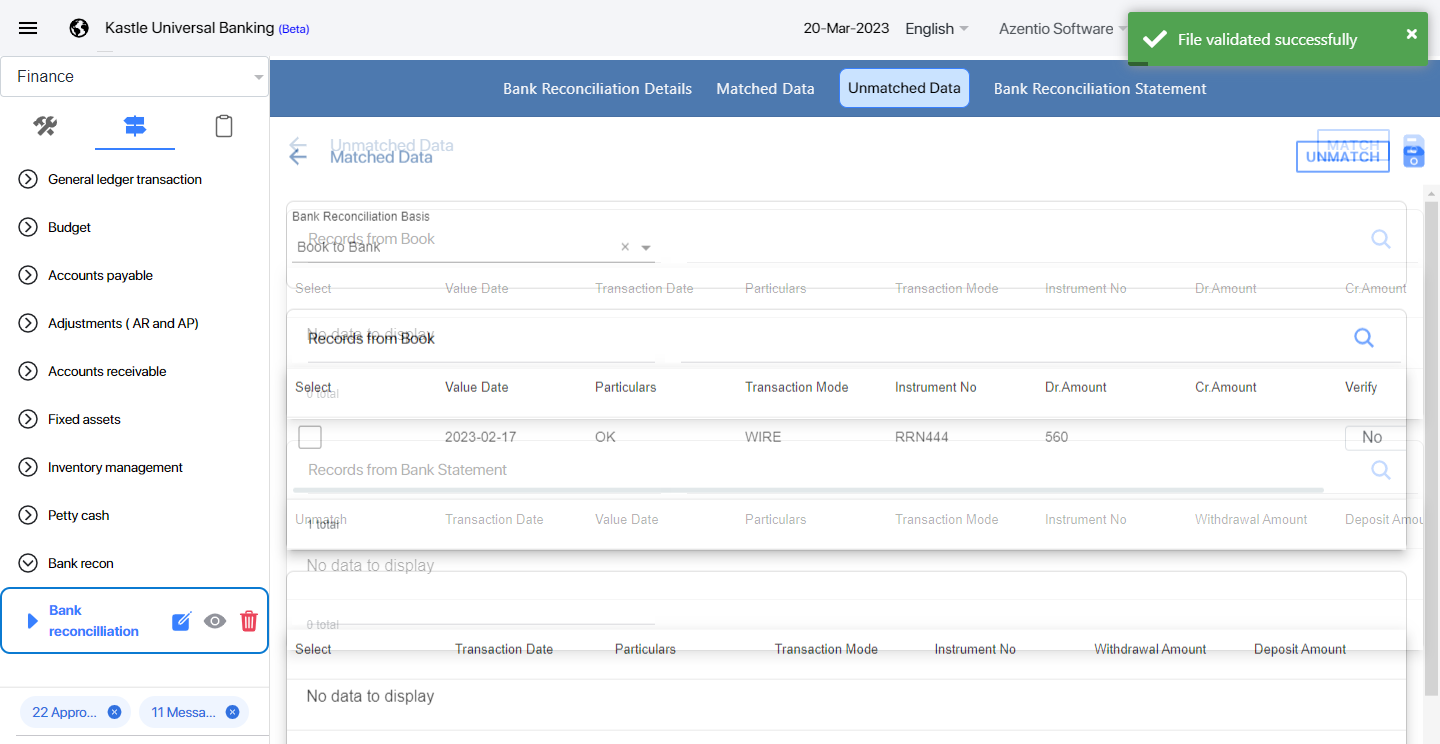 Kastle Universal Banking (Beta)
20-Mar-2023
English
Azentio Software
File validated successfully
Finance
Bank Reconciliation Details
Matched Data
Unmatched Data
Bank Reconciliation Statement
Unmatched Data
Matched Data
MATCH
UNMATCH
General ledger transaction
Budget
Accounts payable
Adjustments ( AR and AP)
Accounts receivable
Fixed assets
Inventory management
Petty cash
Bank recon
Bank
reconcilliation
22 Appro...
11 Messa...
Bank Reconciliation Basis
Book to Bank
Records from Book
Select Value Date Transaction Date Particulars Transaction Mode Instrument No Dr.Amount Cr.Amount
No data to display
Records from Book
0 total
Select Value Date Particulars Transaction Mode Instrument No Dr.Amount Cr.Amount Verify
2023-02-17 OK WIRE RRN444 560 No
Records from Bank Statement
Unmatch Transaction Date Value Date Particulars Transaction Mode Instrument No Withdrawal Amount Deposit Amou
1 total
No data to display
0 total
Select Transaction Date Particulars Transaction Mode Instrument No Withdrawal Amount Deposit Amount
No data to display